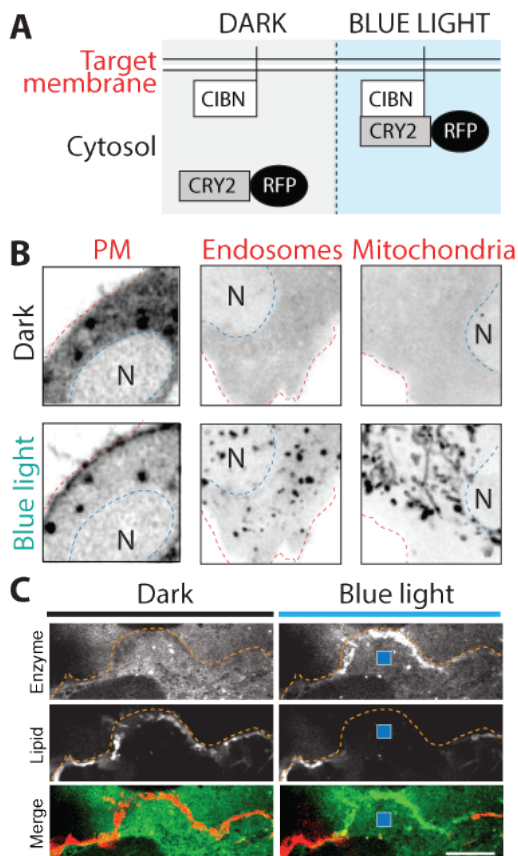 A
DARK
BLUE LIGHT
Target
membrane
CIBN
CIBN
CRY2
RFP
Cytosol
CRY2
RFP
B
PM
Endosomes
Mitochondria
Dark
N
N
N
Blue light
N
N
N
C
Dark
Blue light
Enzyme
Lipid
Merge